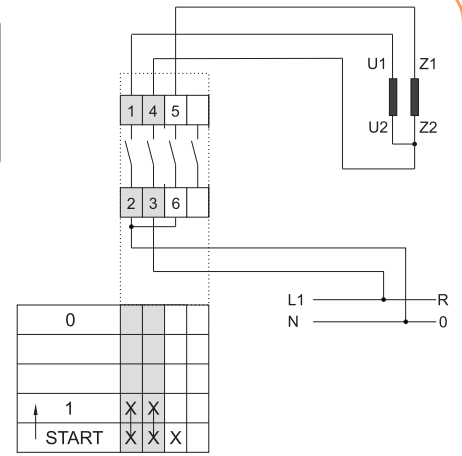 U1 Z1
1 4 5
U2 Z2
2 3 6
L1 R
N 0
0
1 X X
START X X X